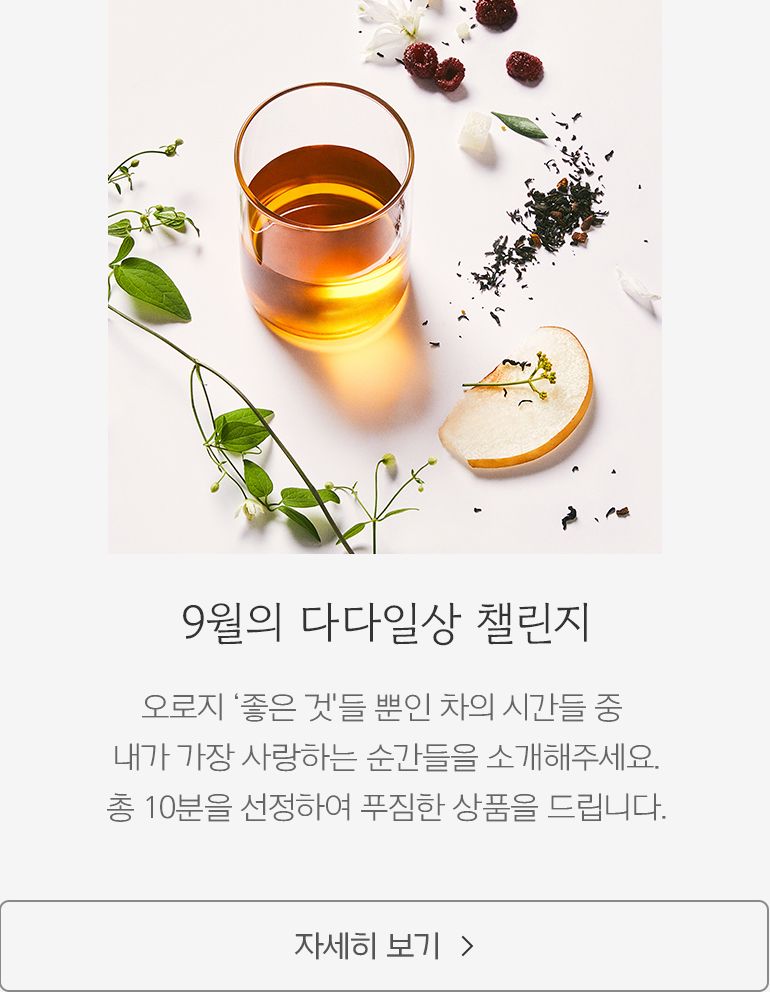 9월의 다다일상 챌린지
오로지 ‘좋은 것'들 뿐인 차의 시간들 중
내가 가장 사랑하는 순간들을 소개해주세요.
총 10분을 선정하여 푸짐한 상품을 드립니다.
자세히 보기 >